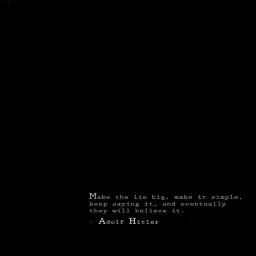 Make the lie big, make it simple,
keep saying it, and eventually
they will believe it.
- Adolf Hitler